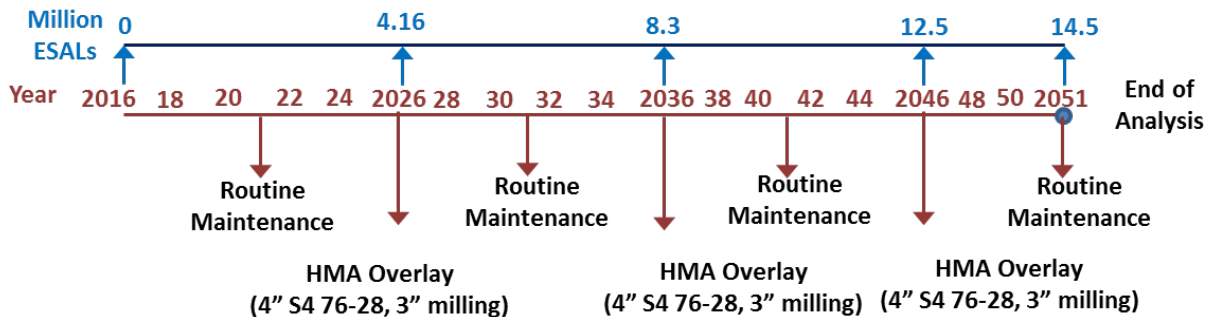 Million ESALs 0 4.16 8.3 12.5 14.5
Year 2016 18 20 22 24 2026 28 30 32 34 2036 38 40 42 44 2046 48 50 2051
End of
Analysis
Routine
Maintenance
Routine
Maintenance
Routine
Maintenance
Routine
Maintenance
HMA Overlay
(4” S4 76-28, 3” milling)
HMA Overlay
(4” S4 76-28, 3” milling)
HMA Overlay
(4” S4 76-28, 3” milling)